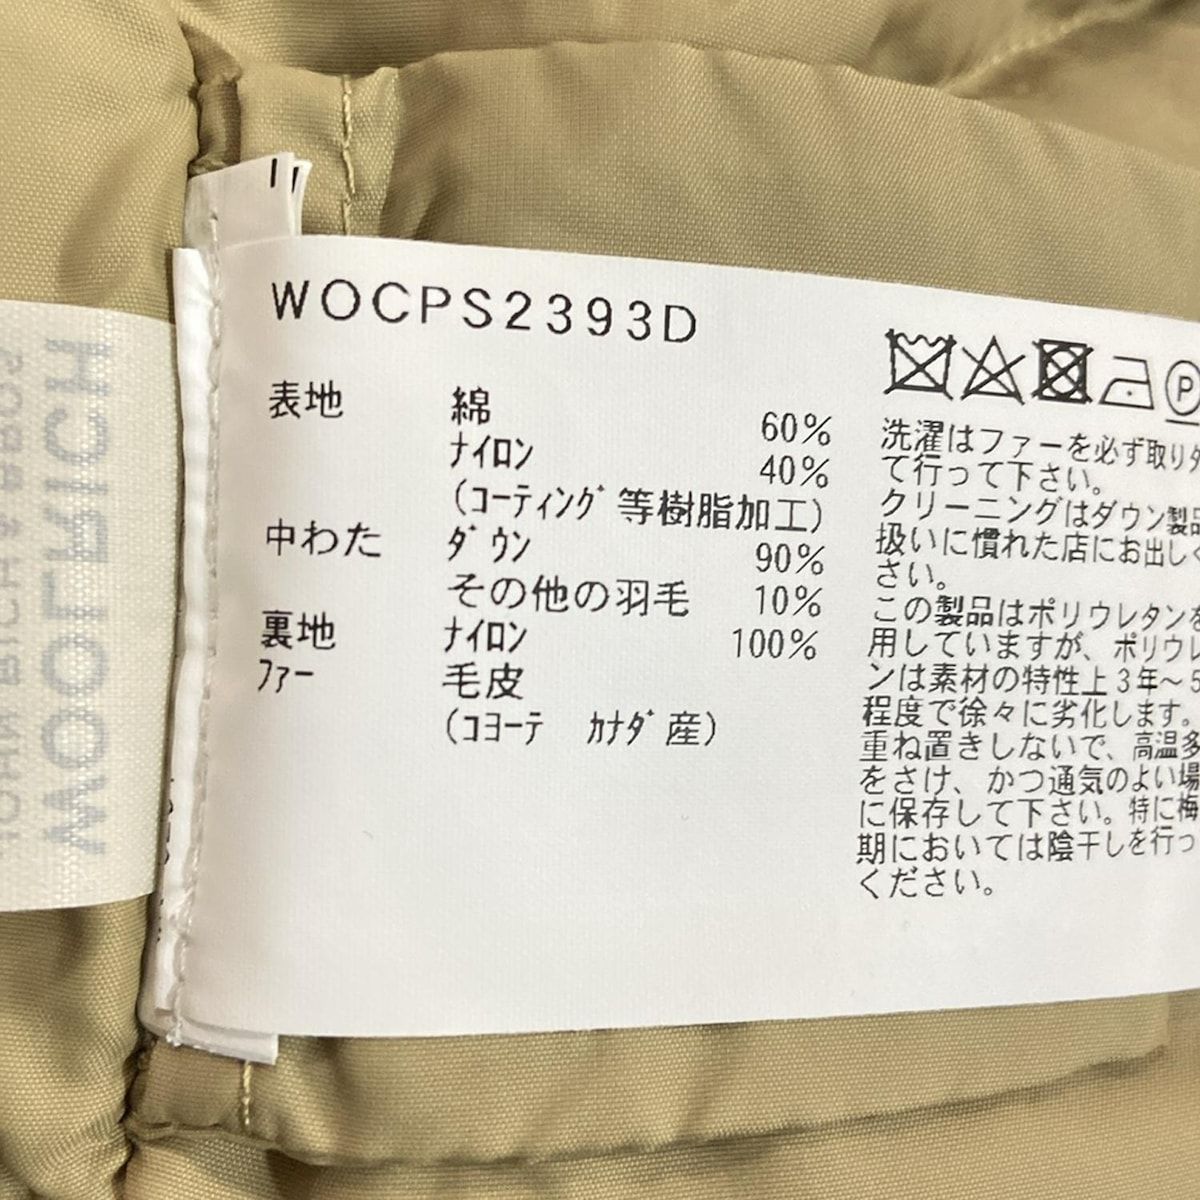 WOCPS2393D
表地 綿 60%
ナイロン 40%
(コーティング等樹脂加工)
中わた ダウン 90%
その他の羽毛 10%
裏地 ナイロン 100%
ファー 毛皮
(コヨーテ カナダ産)
P
洗濯はファーを必ず取り
て行って下さい。
クリーニングはダウン製品
扱いに慣れた店にお出しく
さい。
この製品はポリウレタンを
用していますが、ポリウレ
ンは素材の特性上3年～5
程度で徐々に劣化します。
重ね置きしないで、高温多
をさけ、かつ通気のよい場
に保存して下さい。特に梅
期においては陰干しを行っ
ください。
WOOLRICH